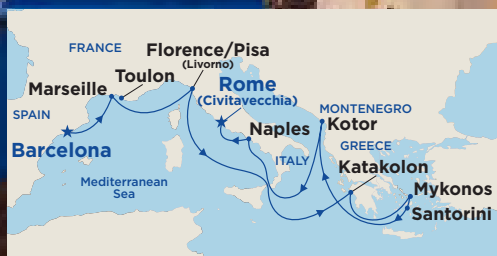 FRANCE
Florence/Pisa
(Livorno)
Toulon
Marseille
Rome
(Civitavecchia)
SPAIN
MONTENEGRO
Kotor
Naples
Barcelona
ITALY
GREECE
Katakolon
Mediterranean
Sea
Mykonos
Santorini